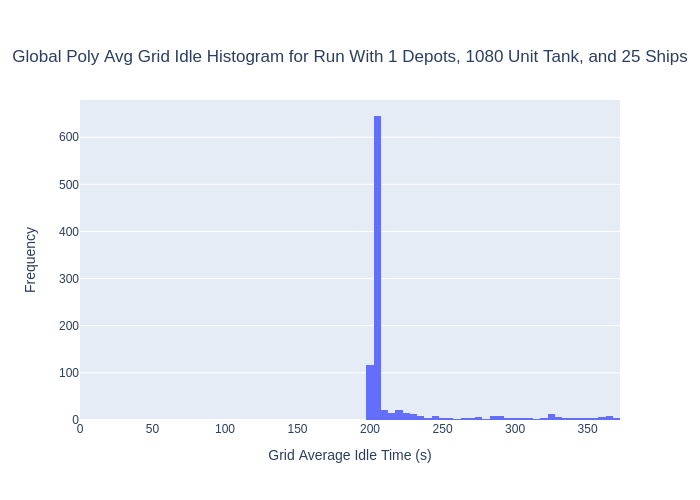 Global Poly Avg Grid Idle Histogram for Run With 1 Depots, 1080 Unit Tank, and 25 Ships
600
500
400
300
200
100
0
Frequency
0 50 100 150 200 250 300 350
Grid Average Idle Time (s)